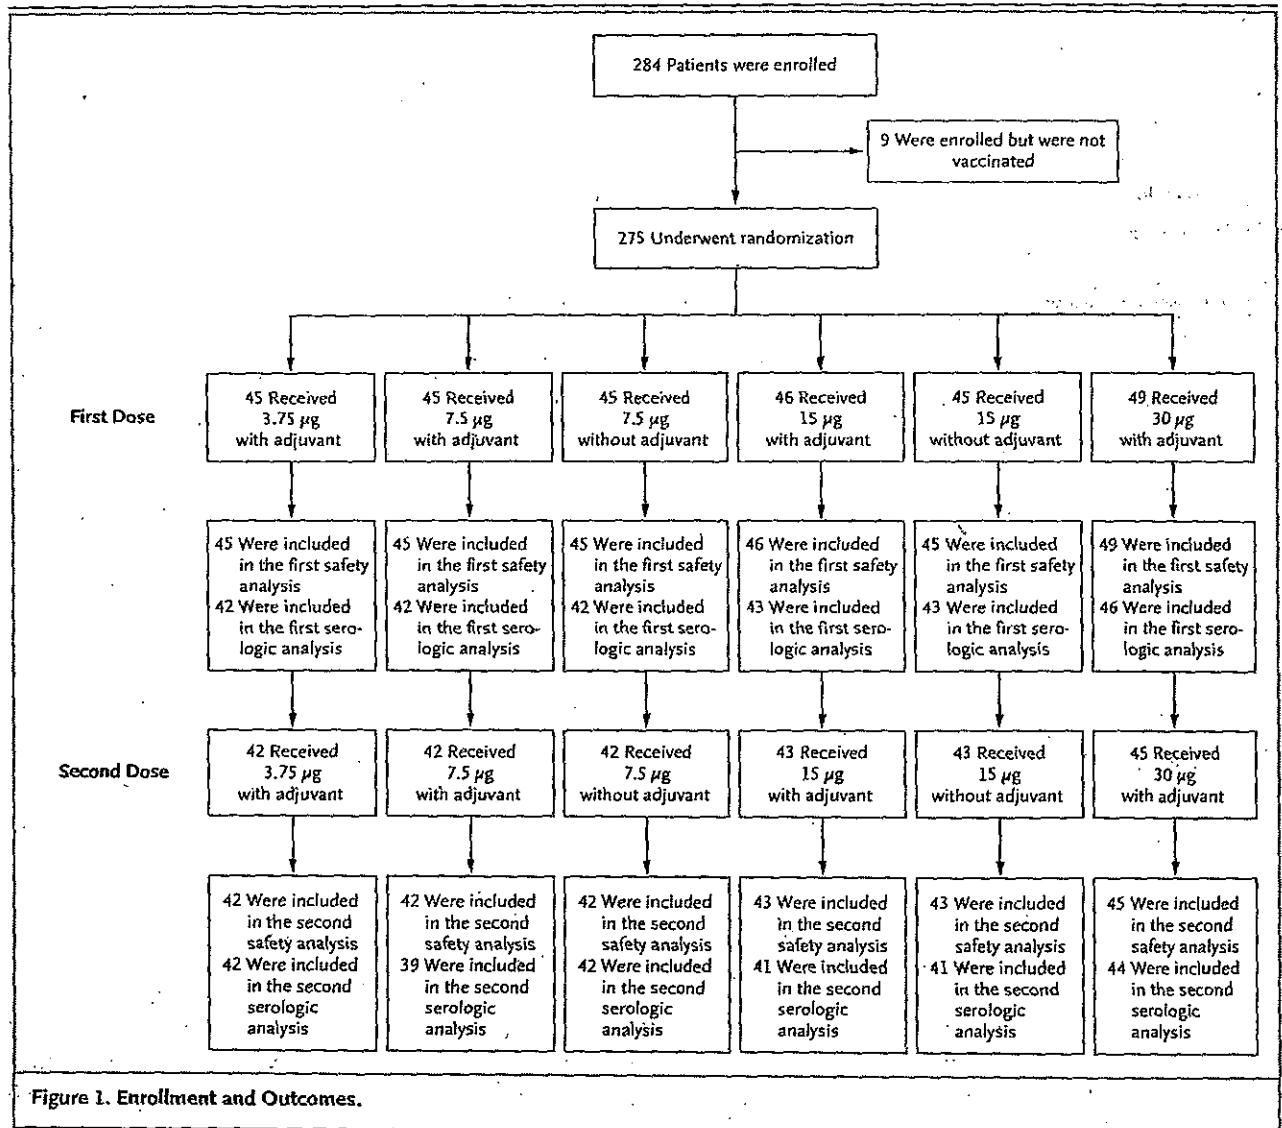 284 Patients were enrolled
9 Were enrolled but were not
vaccinated
275 Underwent randomization
First Dose
45 Received
3.75 µg
with adjuvant
45 Received
7.5 µg
with adjuvant
45 Received
7.5 µg
without adjuvant
46 Received
15 µg
with adjuvant
45 Received
15 µg
without adjuvant
49 Received
30 µg
with adjuvant
45 Were included
in the first safety
analysis
42 Were included
in the first sero-
logic analysis
45 Were included
in the first safety
analysis
42 Were included
in the first sero-
logic analysis
45 Were included
in the first safety
analysis
42 Were included
in the first sero-
logic analysis
46 Were included
in the first safety
analysis
43 Were included
in the first sero-
logic analysis
45 Were included
in the first safety
analysis
43 Were included
in the first sero-
logic analysis
49 Were included
in the first safety
analysis
46 Were included
in the first sero-
logic analysis
Second Dose
42 Received
3.75 µg
with adjuvant
42 Received
7.5 µg
with adjuvant
42 Received
7.5 µg
without adjuvant
43 Received
15 µg
with adjuvant
43 Received
15 µg
without adjuvant
45 Received
30 µg
with adjuvant
42 Were included
in the second
safety analysis
42 Were included
in the second
serologic
analysis
42 Were included
in the second
safety analysis
39 Were included
in the second
serologic
analysis
42 Were included
in the second
safety analysis
42 Were included
in the second
serologic
analysis
43 Were included
in the second
safety analysis
41 Were included
in the second
serologic
analysis
43 Were included
in the second
safety analysis
41 Were included
in the second
serologic
analysis
45 Were included
in the second
safety analysis
44 Were included
in the second
serologic
analysis
Figure 1. Enrollment and Outcomes.